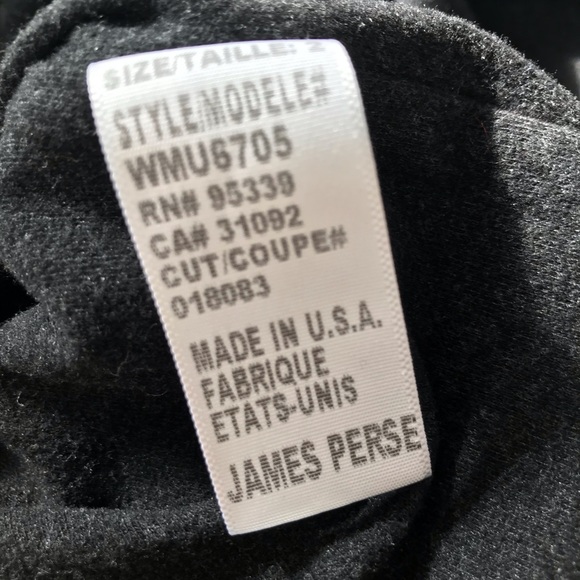 SIZE/TAILLE: 2
STYLE/MODELE#
WMU6705
RN# 95339
CA# 31092
CUT/COUPE#
018083
MADE IN U.S.A.
FABRIQUE
ETATS-UNIS
JAMES PERSE